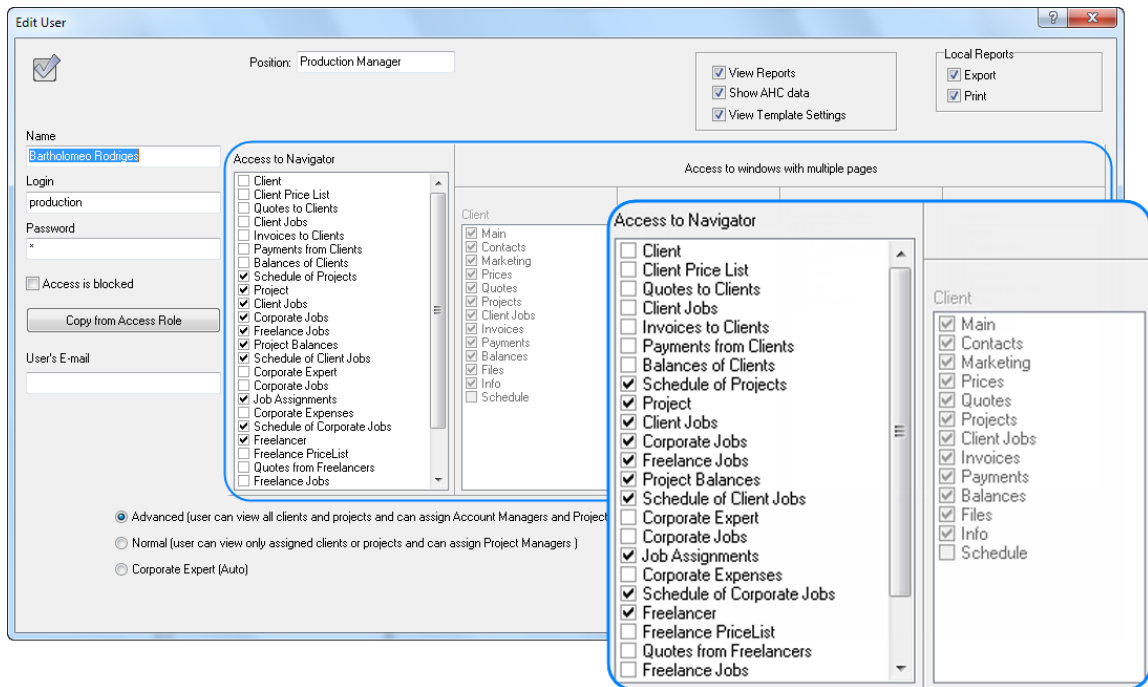 Edit User
?
X
Position: Production Manager
View Reports
Show AHC data
View Template Settings
Local Reports
Export
Print
Name
Bartholomeo Rodriges
Login
production
Password
*
Access is blocked
Copy from Access Role
User's E-mail
Access to Navigator
Client
Client Price List
Quotes to Clients
Client Jobs
Invoices to Clients
Payments from Clients
Balances of Clients
Schedule of Projects
Project
Client Jobs
Corporate Jobs
Freelance Jobs
Project Balances
Schedule of Client Jobs
Corporate Expert
Corporate Jobs
Job Assignments
Corporate Expenses
Schedule of Corporate Jobs
Freelancer
Freelance PriceList
Quotes from Freelancers
Freelance Jobs
Access to windows with multiple pages
Client
Main
Contacts
Marketing
Prices
Quotes
Projects
Client Jobs
Invoices
Payments
Balances
Files
Info
Schedule
Advanced (user can view all clients and projects and can assign Account Managers and Project
Normal (user can view only assigned clients or projects and can assign Project Managers )
Corporate Expert (Auto)
Access to Navigator
Client
Client Price List
Quotes to Clients
Client Jobs
Invoices to Clients
Payments from Clients
Balances of Clients
Schedule of Projects
Project
Client Jobs
Corporate Jobs
Freelance Jobs
Project Balances
Schedule of Client Jobs
Corporate Expert
Corporate Jobs
Job Assignments
Corporate Expenses
Schedule of Corporate Jobs
Freelancer
Freelance PriceList
Quotes from Freelancers
Freelance Jobs
Client
Main
Contacts
Marketing
Prices
Quotes
Projects
Client Jobs
Invoices
Payments
Balances
Files
Info
Schedule